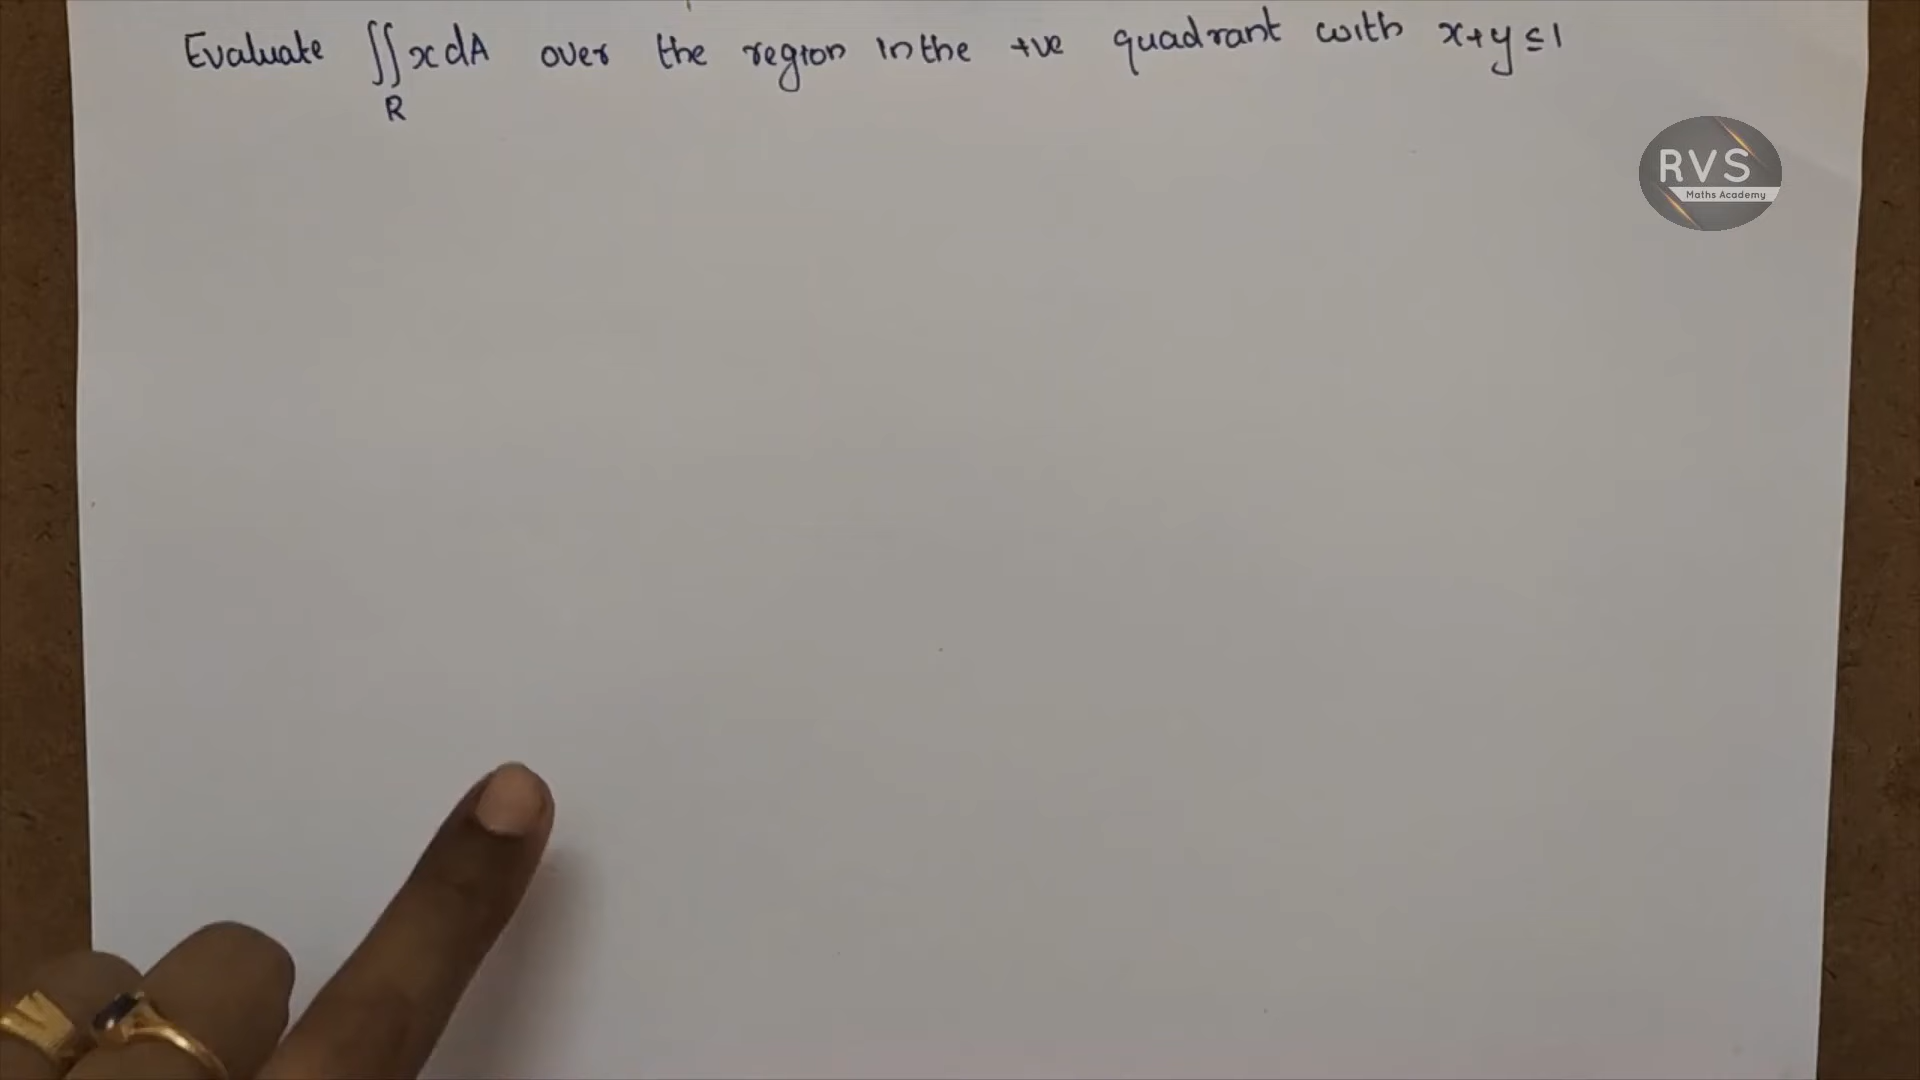 Evaluate ∬ x dA over the region in the +ve quadrant with x+y ≤ 1
R
RVS
Maths Academy